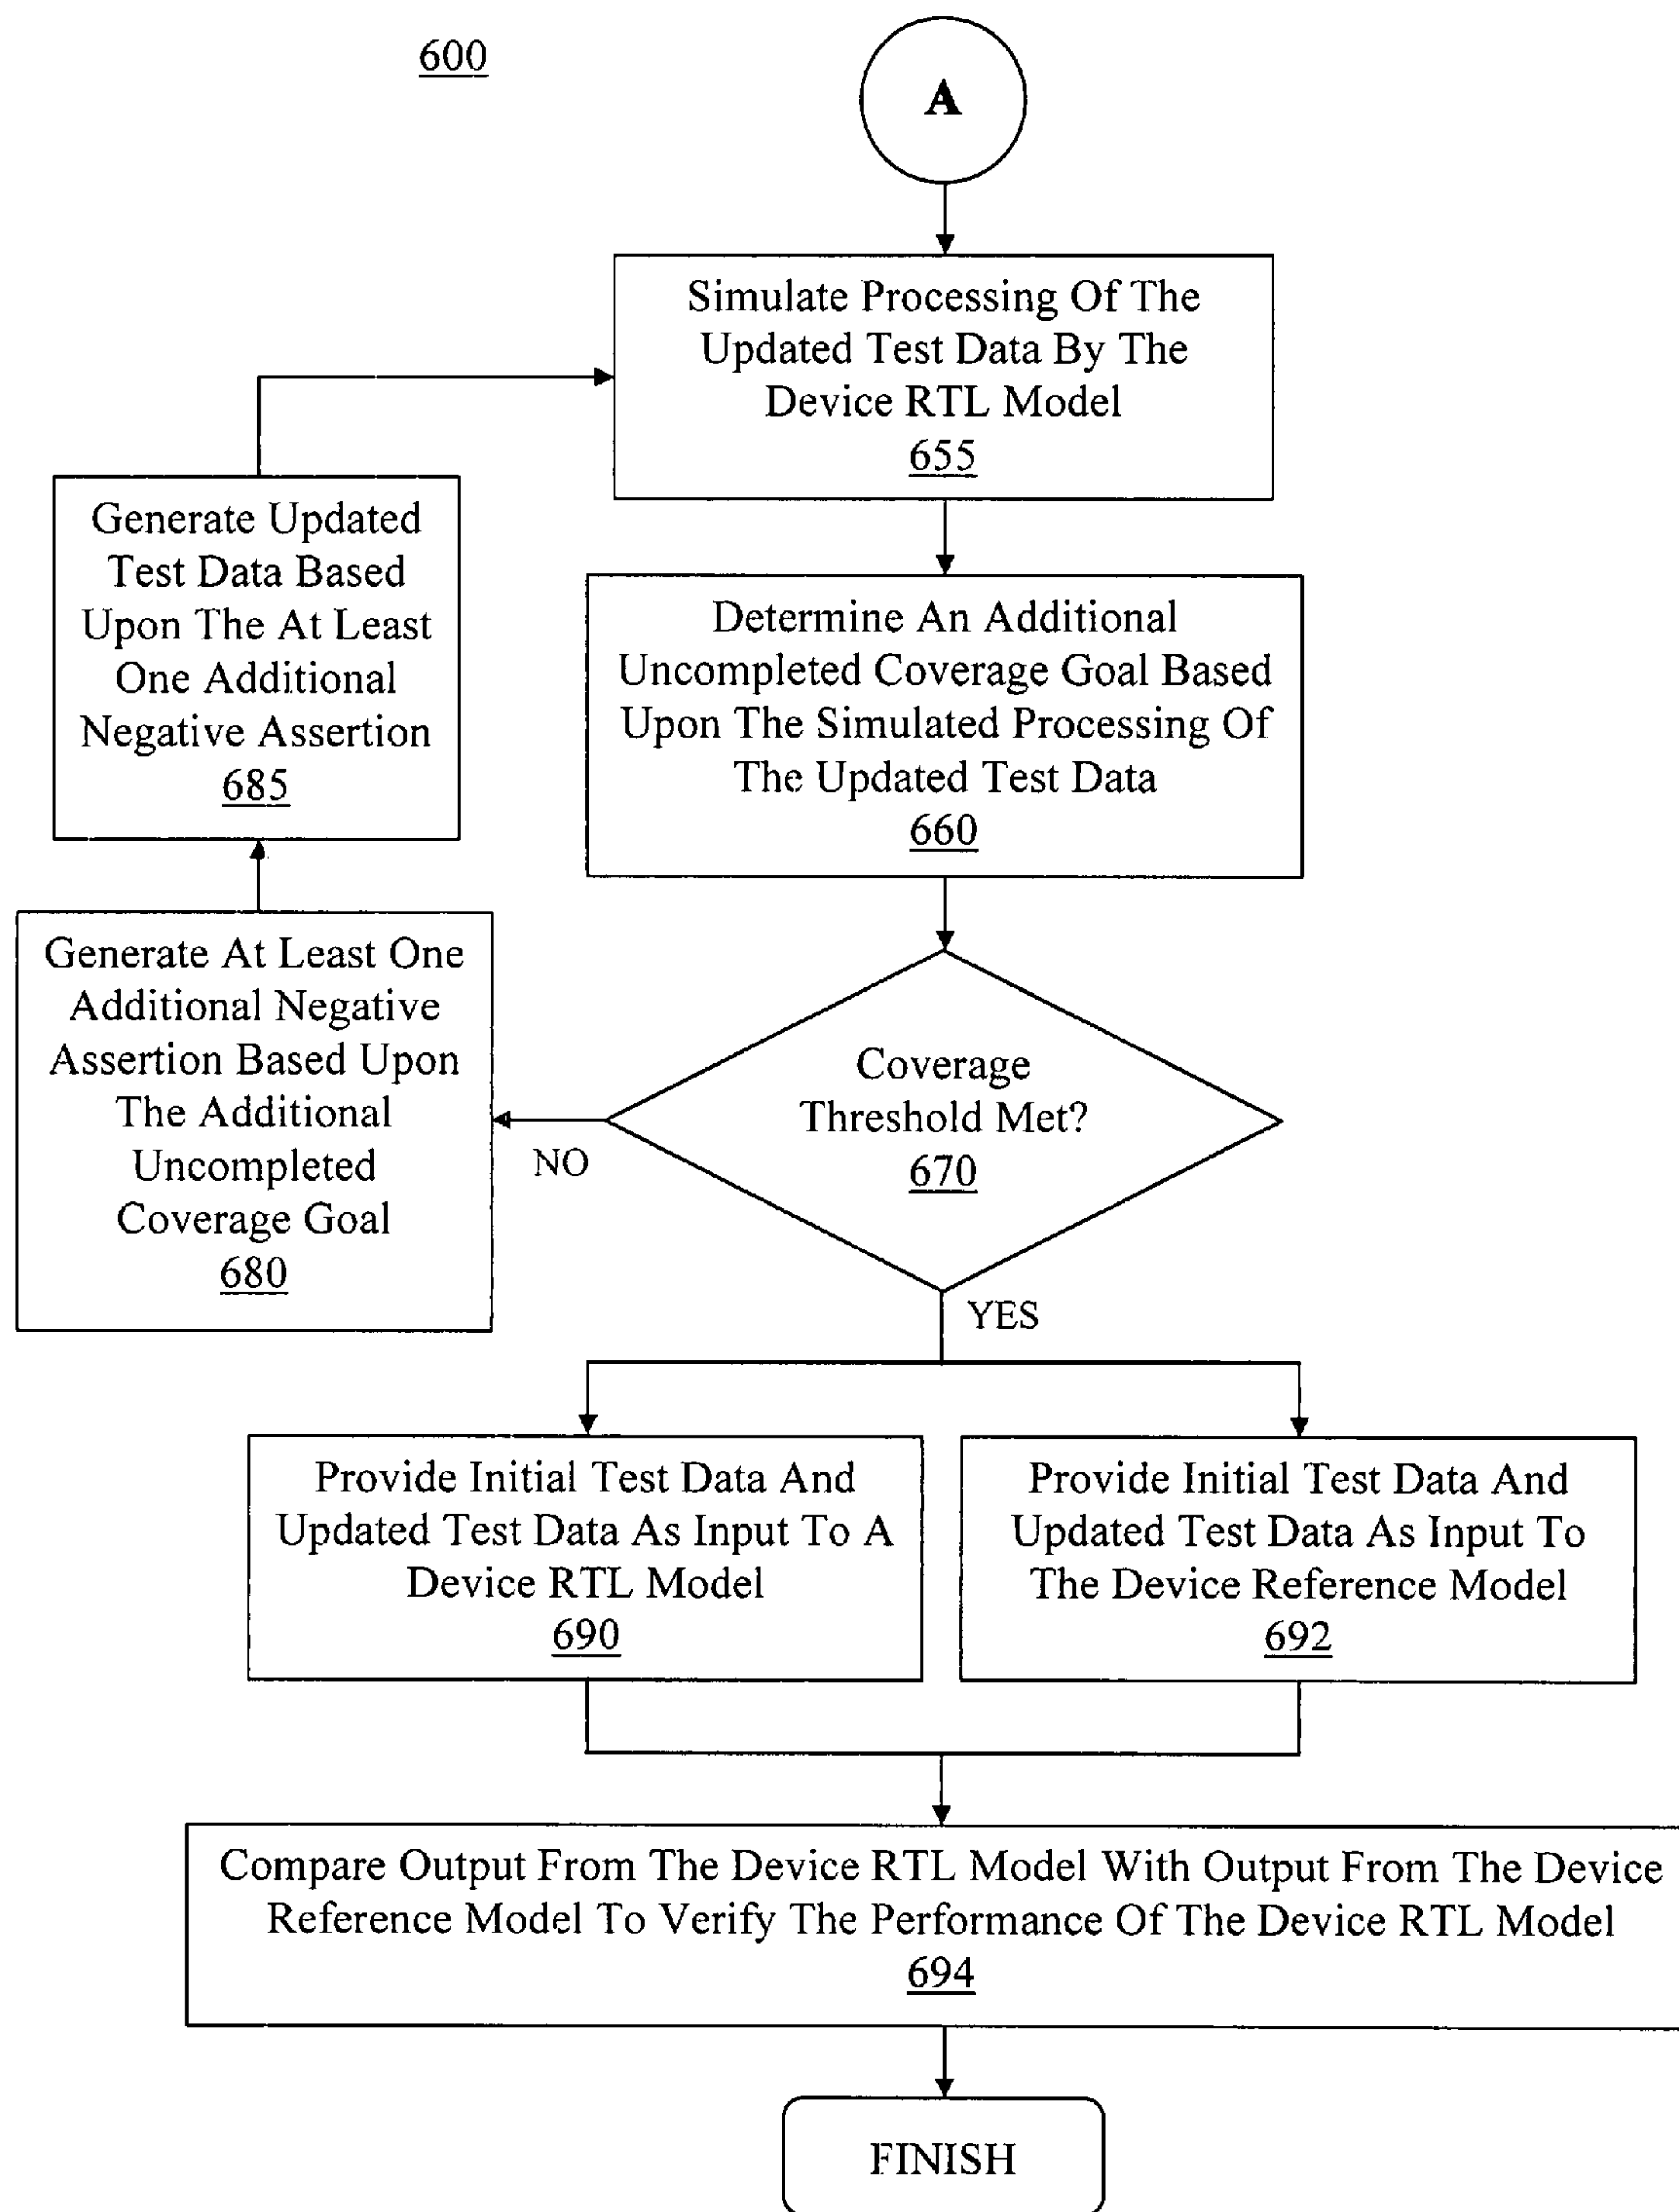 600
A
Simulate Processing Of The
Updated Test Data By The
Device RTL Model
655
Generate Updated
Test Data Based
Upon The At Least
One Additional
Negative Assertion
685
Determine An Additional
Uncompleted Coverage Goal Based
Upon The Simulated Processing Of
The Updated Test Data
660
Generate At Least One
Additional Negative
Assertion Based Upon
The Additional
Uncompleted
Coverage Goal
680
Coverage
Threshold Met?
670
NO
YES
Provide Initial Test Data And
Updated Test Data As Input To A
Device RTL Model
690
Provide Initial Test Data And
Updated Test Data As Input To
The Device Reference Model
692
Compare Output From The Device RTL Model With Output From The Device
Reference Model To Verify The Performance Of The Device RTL Model
694
FINISH